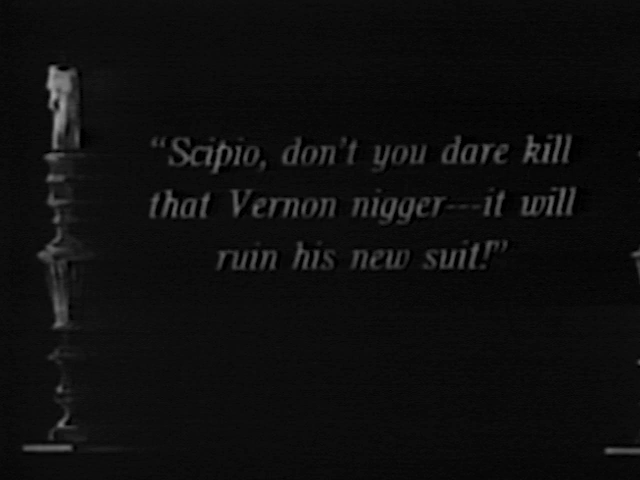 “Scipio, don't you dare kill
that Vernon nigger---it will
ruin his new suit!”